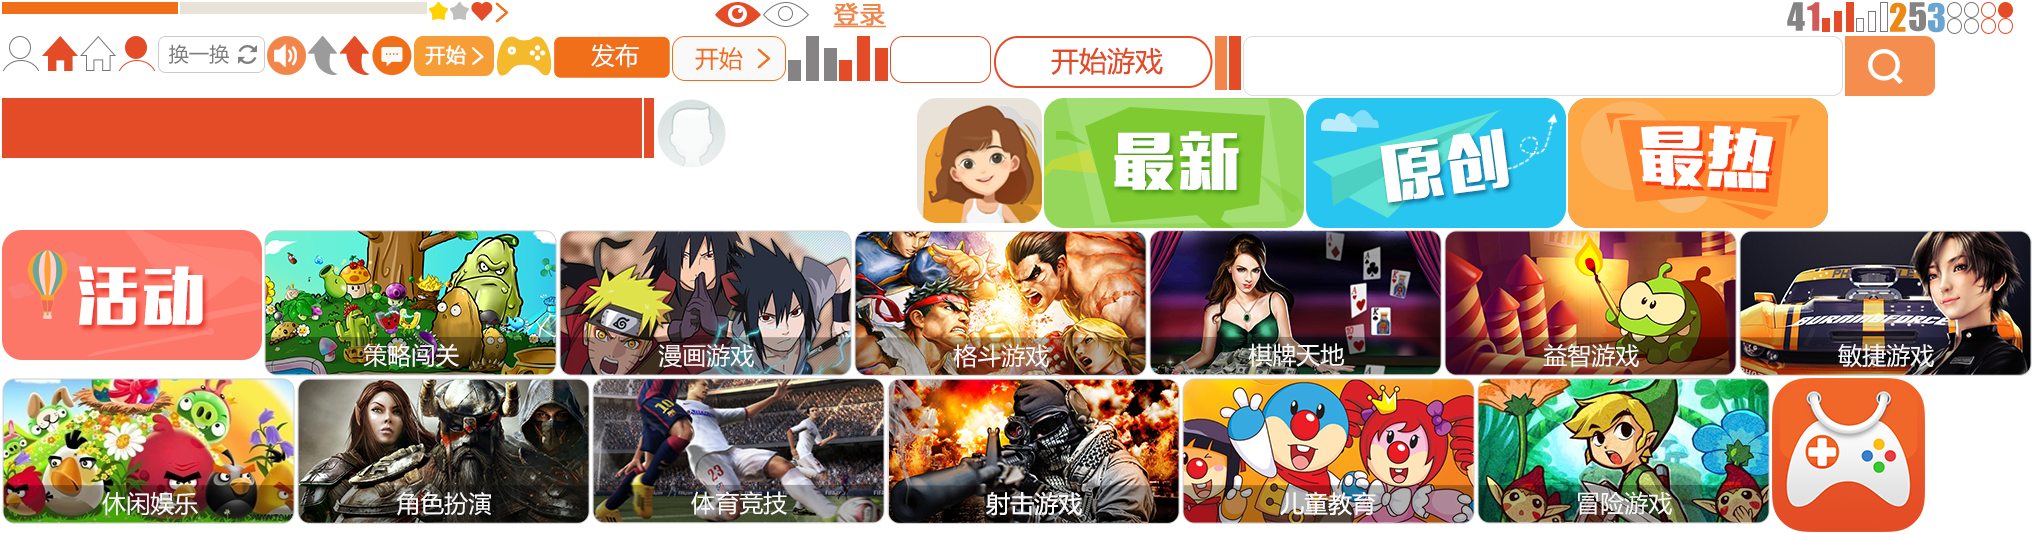 登录
41 253
换一换
开始
发布
开始
开始游戏
最新
原创
最热
活动
策略闯关
漫画游戏
格斗游戏
棋牌天地
益智游戏
敏捷游戏
休闲娱乐
角色扮演
体育竞技
射击游戏
儿童教育
冒险游戏